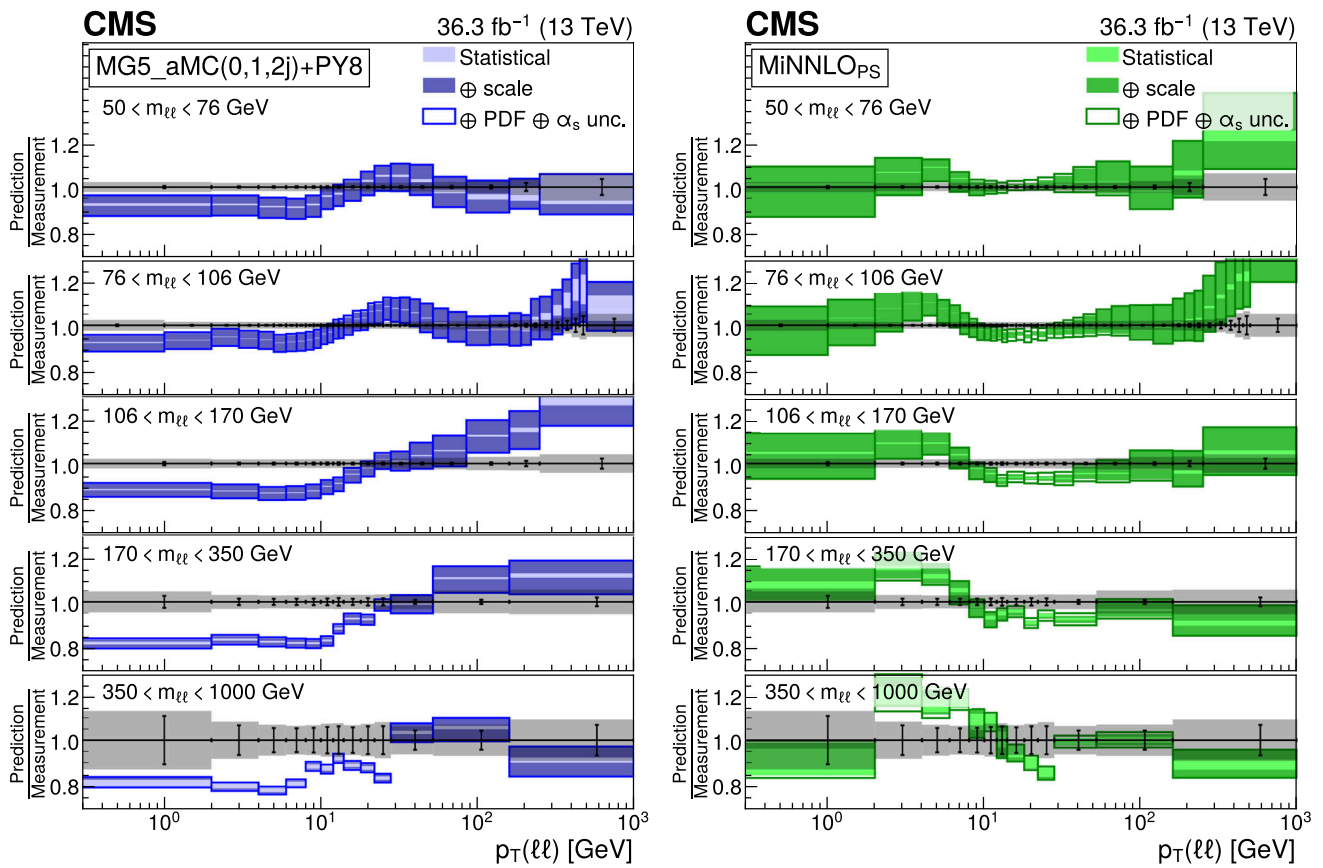 CMS 36.3 fb⁻¹ (13 TeV)
MG5_aMC(0,1,2j)+PY8
Statistical
⊕ scale
⊕ PDF ⊕ αₛ unc.
50 < mℓℓ < 76 GeV
Prediction
Measurement
1.2
1.0
0.8
76 < mℓℓ < 106 GeV
Prediction
Measurement
1.2
1.0
0.8
106 < mℓℓ < 170 GeV
Prediction
Measurement
1.2
1.0
0.8
170 < mℓℓ < 350 GeV
Prediction
Measurement
1.2
1.0
0.8
350 < mℓℓ < 1000 GeV
Prediction
Measurement
1.2
1.0
0.8
10⁰ 10¹ 10² 10³
pT(ℓℓ) [GeV]
CMS 36.3 fb⁻¹ (13 TeV)
MiNNLOPS
Statistical
⊕ scale
⊕ PDF ⊕ αₛ unc.
50 < mℓℓ < 76 GeV
Prediction
Measurement
1.2
1.0
0.8
76 < mℓℓ < 106 GeV
Prediction
Measurement
1.2
1.0
0.8
106 < mℓℓ < 170 GeV
Prediction
Measurement
1.2
1.0
0.8
170 < mℓℓ < 350 GeV
Prediction
Measurement
1.2
1.0
0.8
350 < mℓℓ < 1000 GeV
Prediction
Measurement
1.2
1.0
0.8
10⁰ 10¹ 10² 10³
pT(ℓℓ) [GeV]